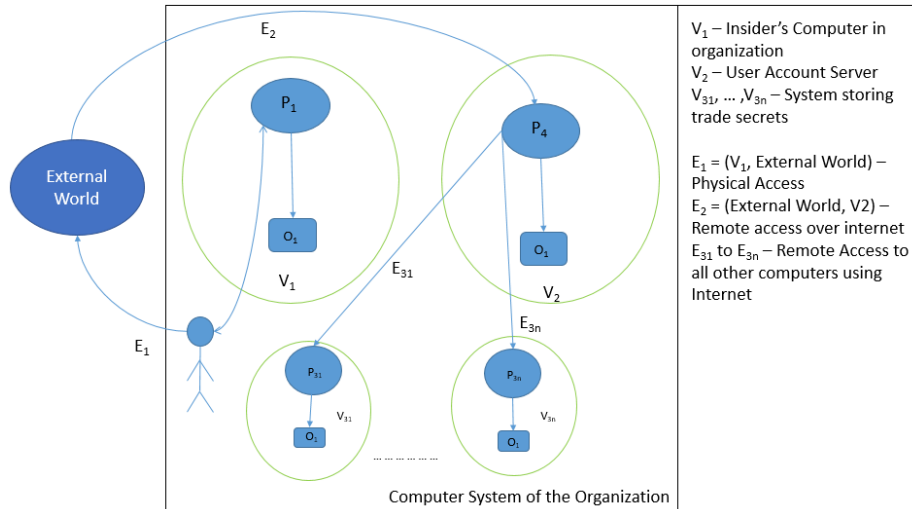 E₂
P₁
P₄
External
World
O₁
O₁
V₁
V₂
E₃₁
E₃ₙ
E₁
P₃₁
P₃ₙ
V₃₁
V₃ₙ
O₁
O₁
… … … … … …
Computer System of the Organization
V₁ – Insider's Computer in
organization
V₂ – User Account Server
V₃₁, … ,V₃ₙ – System storing
trade secrets
E₁ = (V₁, External World) –
Physical Access
E₂ = (External World, V2) –
Remote access over internet
E₃₁ to E₃ₙ – Remote Access to
all other computers using
Internet